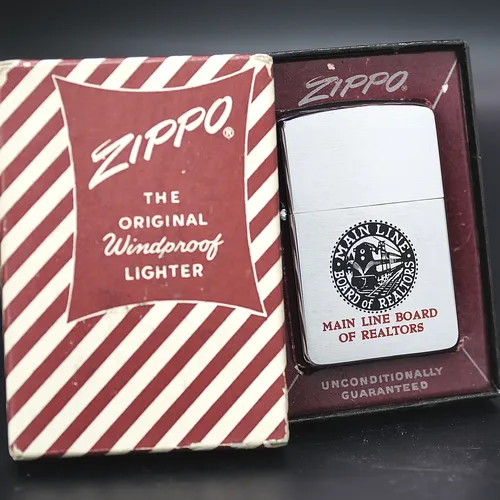 ZIPPO®
THE
ORIGINAL
Windproof
LIGHTER
ZIPPO®
MAIN LINE
BOARD of REALTORS
MAIN LINE BOARD
OF REALTORS
UNCONDITIONALLY
GUARANTEED